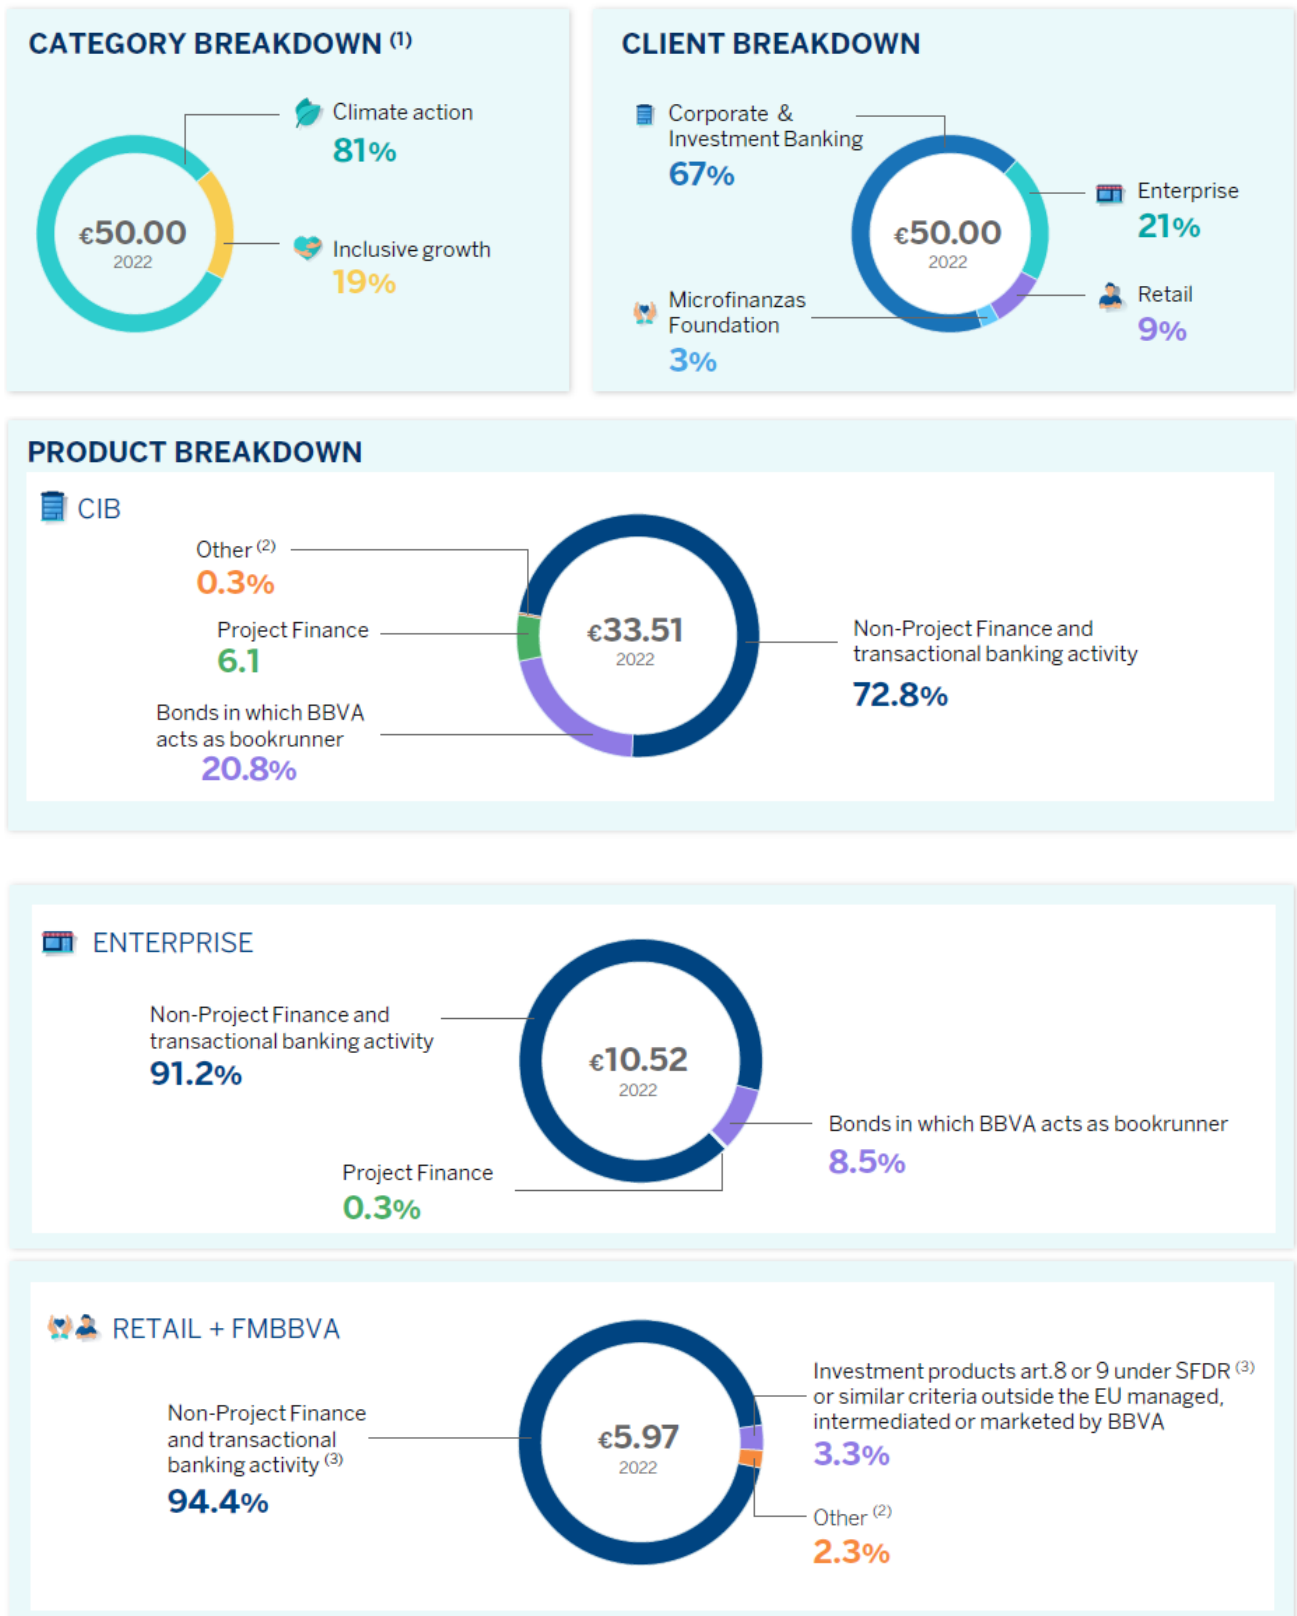 CATEGORY BREAKDOWN (1)
Climate action
81%
€50.00
2022
Inclusive growth
19%
CLIENT BREAKDOWN
Corporate &
Investment Banking
67%
€50.00
2022
Enterprise
21%
Microfinanzas
Foundation
3%
Retail
9%
PRODUCT BREAKDOWN
CIB
Other (2)
0.3%
Project Finance
6.1
Bonds in which BBVA
acts as bookrunner
20.8%
€33.51
2022
Non-Project Finance and
transactional banking activity
72.8%
ENTERPRISE
Non-Project Finance and
transactional banking activity
91.2%
€10.52
2022
Bonds in which BBVA acts as bookrunner
8.5%
Project Finance
0.3%
RETAIL + FMBBVA
Non-Project Finance
and transactional
banking activity (3)
94.4%
€5.97
2022
Investment products art.8 or 9 under SFDR (3)
or similar criteria outside the EU managed,
intermediated or marketed by BBVA
3.3%
Other (2)
2.3%